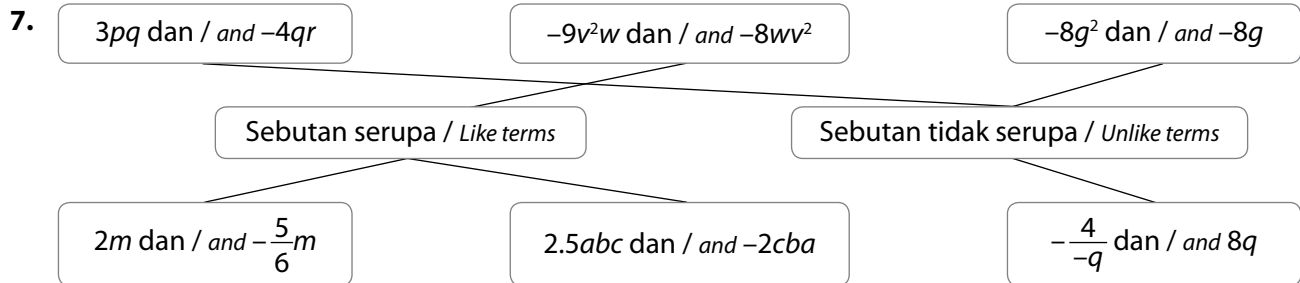 7. 3pq dan / and –4qr –9v²w dan / and –8wv² –8g² dan / and –8g
Sebutan serupa / Like terms Sebutan tidak serupa / Unlike terms
2m dan / and –5/6m 2.5abc dan / and –2cba –4/–q dan / and 8q